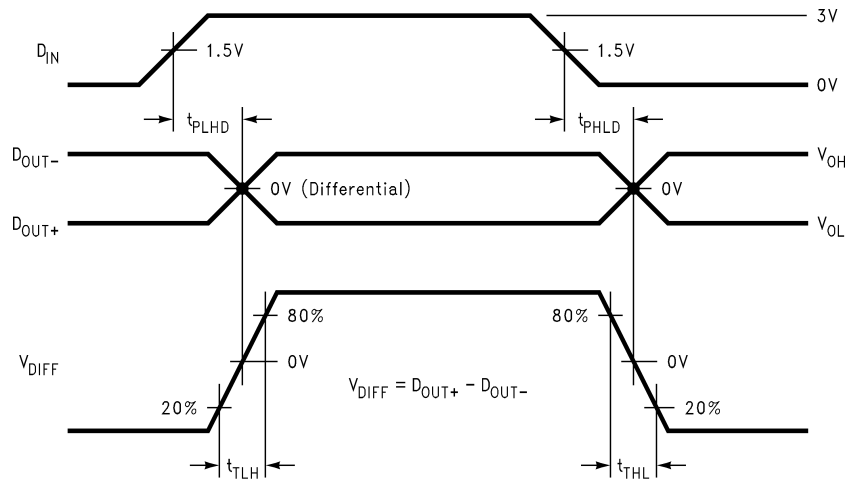 3V
D_IN
1.5V
1.5V
0V
t_PLHD
t_PHLD
D_OUT−
V_OH
0V (Differential)
0V
D_OUT+
V_OL
80%
80%
V_DIFF
0V
0V
V_DIFF = D_OUT+ − D_OUT−
20%
20%
t_TLH
t_THL